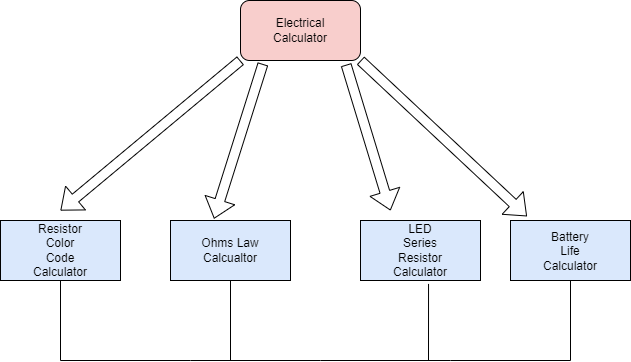 Electrical
Calculator
Resistor
Color
Code
Calculator
Ohms Law
Calcualtor
LED
Series
Resistor
Calculator
Battery
Life
Calculator